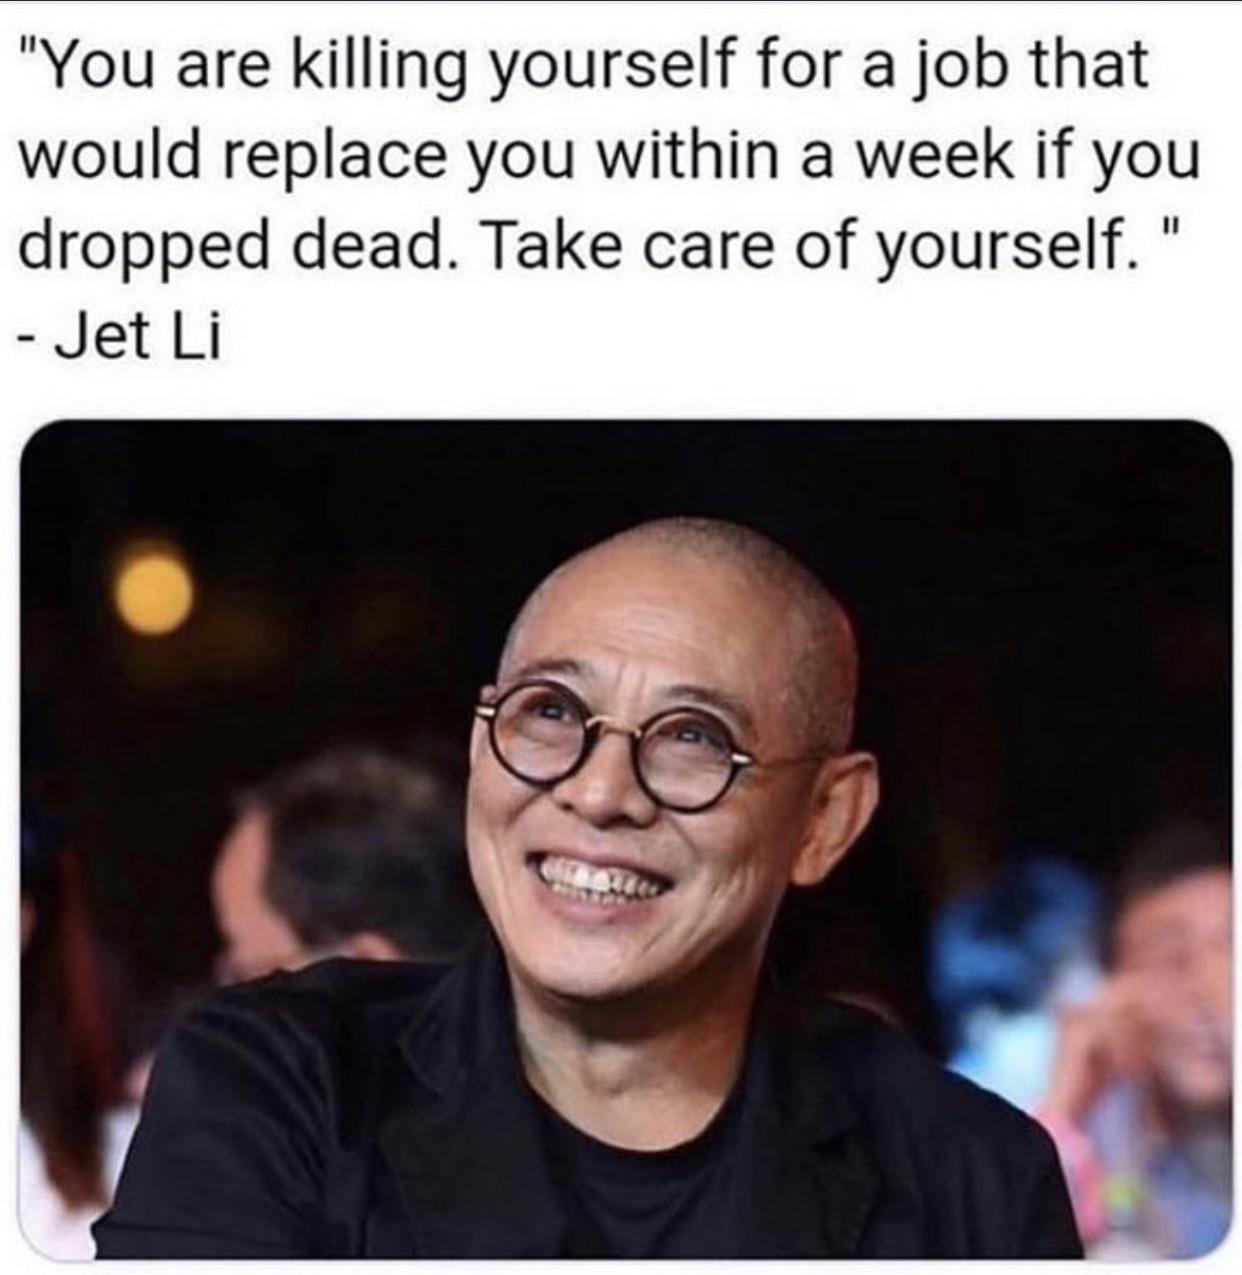 "You are killing yourself for a job that
would replace you within a week if you
dropped dead. Take care of yourself. "
- Jet Li